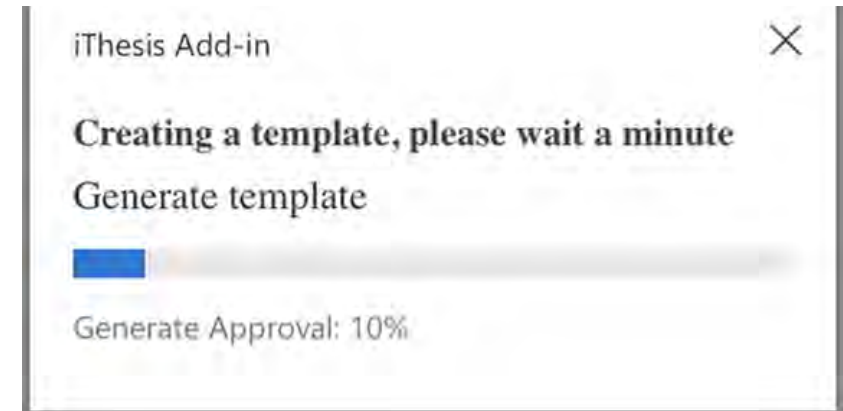 iThesis Add-in
Creating a template, please wait a minute
Generate template
Generate Approval: 10%